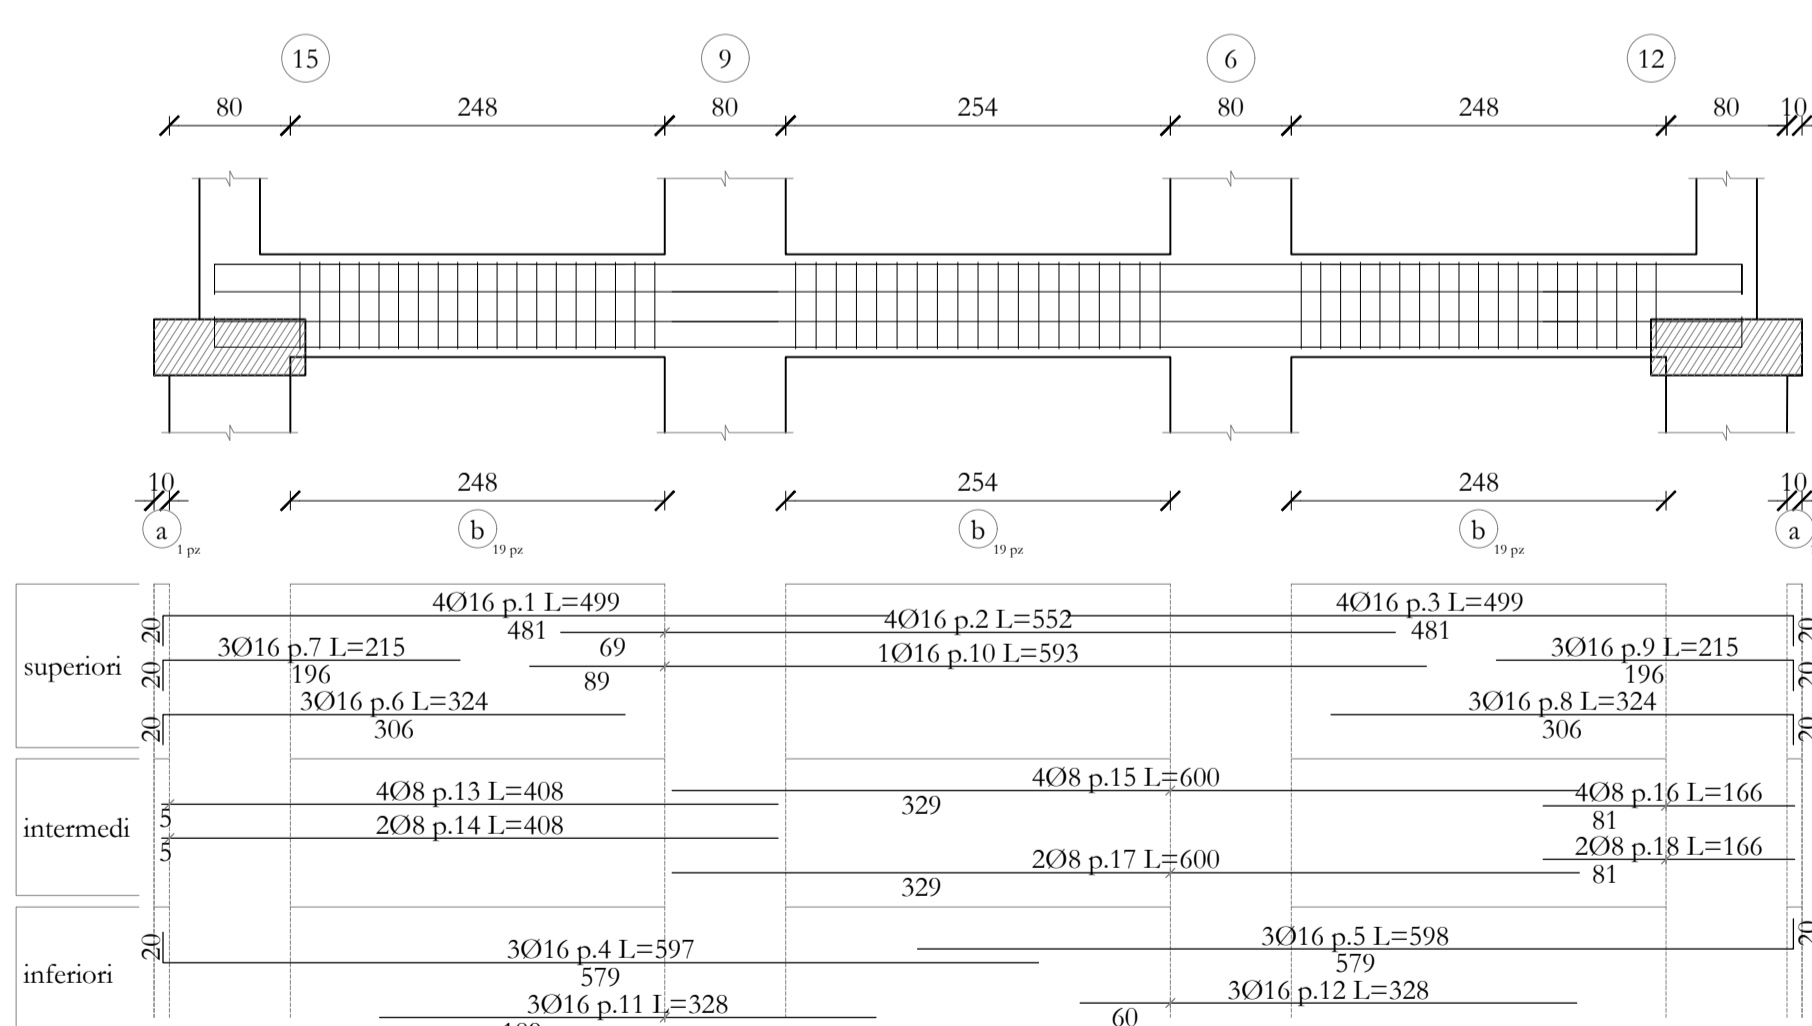 15 9 6 12
80 248 80 254 80 248 80 10
10 248 254 248 10
a 1 pz b 19 pz b 19 pz b 19 pz a
superiori
4Ø16 p.1 L=499 4Ø16 p.2 L=552 4Ø16 p.3 L=499
20 481 69 481 20
3Ø16 p.7 L=215 1Ø16 p.10 L=593 3Ø16 p.9 L=215
20 196 89 196 20
3Ø16 p.6 L=324 3Ø16 p.8 L=324
20 306 306 20
intermedi
4Ø8 p.13 L=408 4Ø8 p.15 L=600 4Ø8 p.16 L=166
5 329 81
2Ø8 p.14 L=408 2Ø8 p.17 L=600 2Ø8 p.18 L=166
5 329 81
inferiori
3Ø16 p.4 L=597 3Ø16 p.5 L=598
20 579 579 20
3Ø16 p.11 L=328 3Ø16 p.12 L=328
60